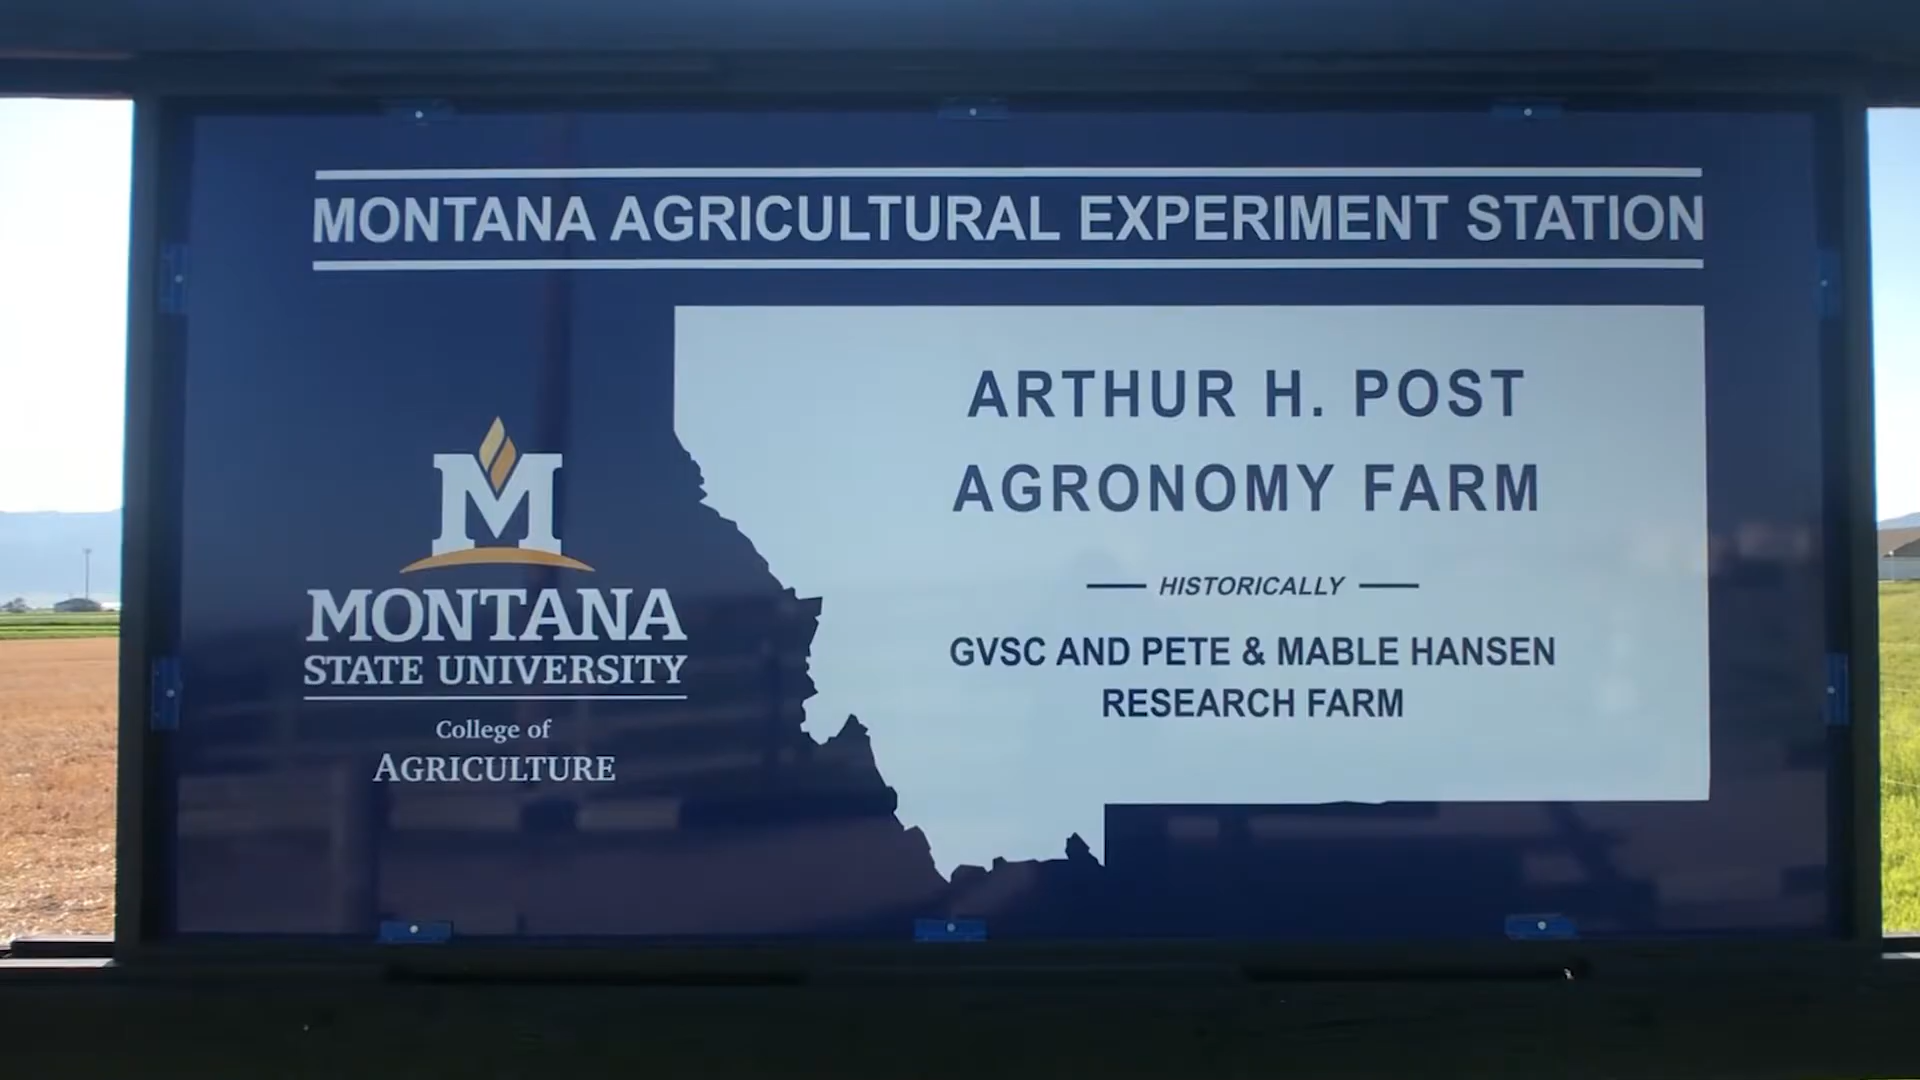 MONTANA AGRICULTURAL EXPERIMENT STATION
ARTHUR H. POST
AGRONOMY FARM
HISTORICALLY
GVSC AND PETE & MABLE HANSEN
RESEARCH FARM
M
MONTANA
STATE UNIVERSITY
College of
AGRICULTURE